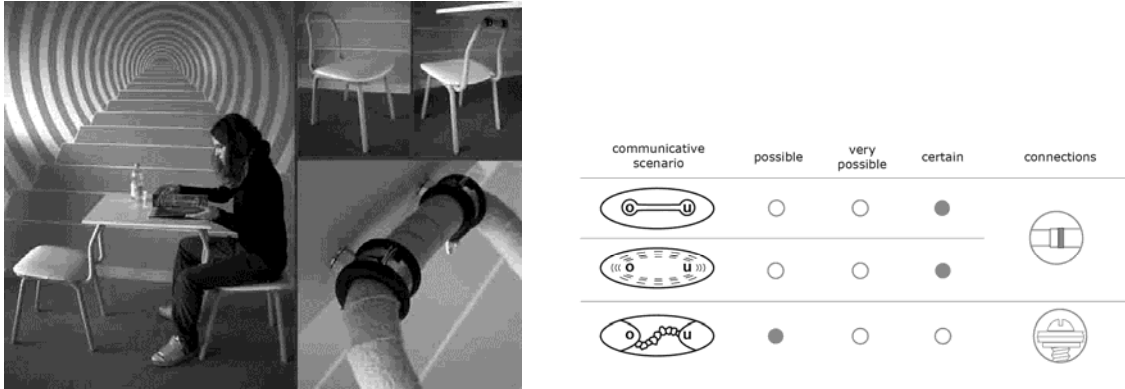 communicative
scenario
possible
very
possible
certain
connections
o u
o u
o u